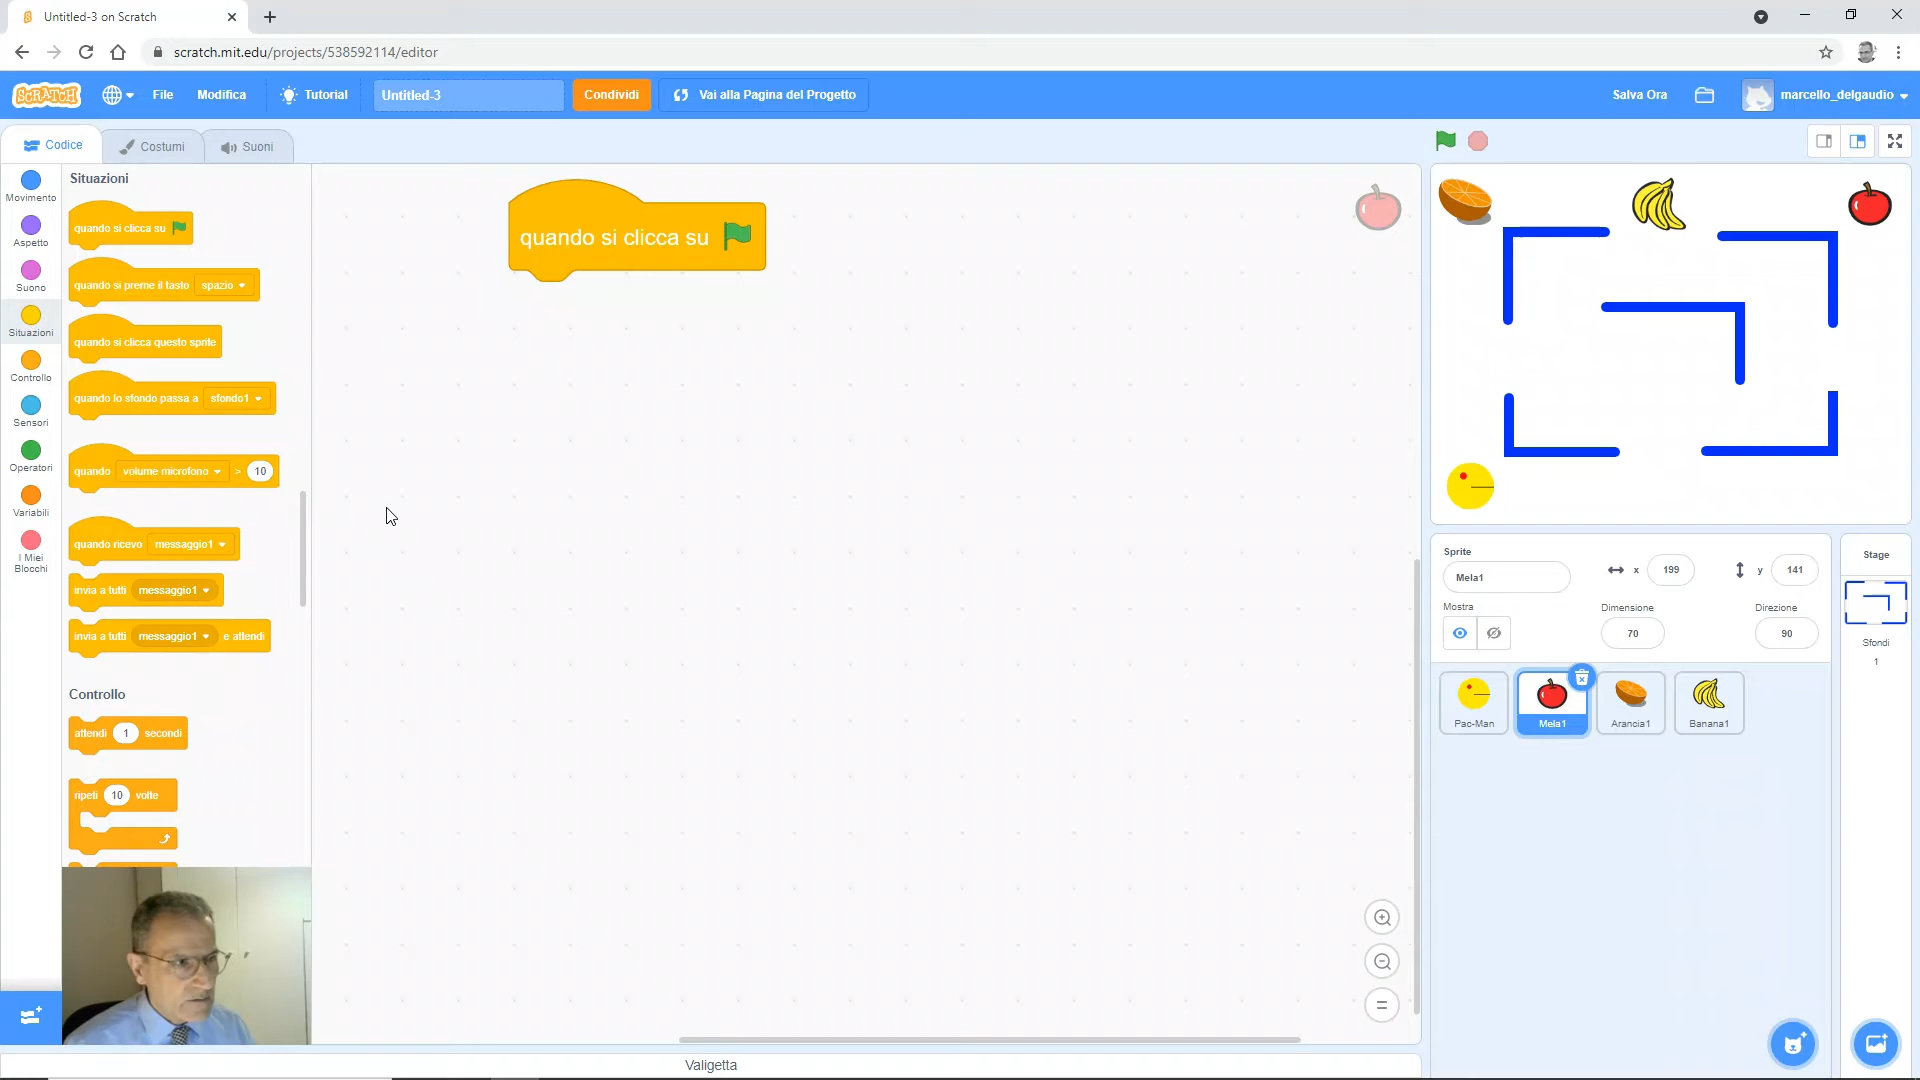 Untitled-3 on Scratch
scratch.mit.edu/projects/538592114/editor
SCRATCH
File
Modifica
Tutorial
Untitled-3
Condividi
Vai alla Pagina del Progetto
Salva Ora
marcello_delgaudio
Codice
Costumi
Suoni
Movimento
Aspetto
Suono
Situazioni
Controllo
Sensori
Operatori
Variabili
I Miei
Blocchi
Situazioni
quando si clicca su
quando si preme il tasto spazio
quando si clicca questo sprite
quando lo sfondo passa a sfondo1
quando volume microfono > 10
quando ricevo messaggio1
invia a tutti messaggio1
invia a tutti messaggio1 e attendi
Controllo
attendi 1 secondi
ripeti 10 volte
quando si clicca su
Valigetta
Sprite
Mela1
x 199
y 141
Mostra
Dimensione
70
Direzione
90
Pac-Man
Mela1
Arancia1
Banana1
Stage
Sfondi
1